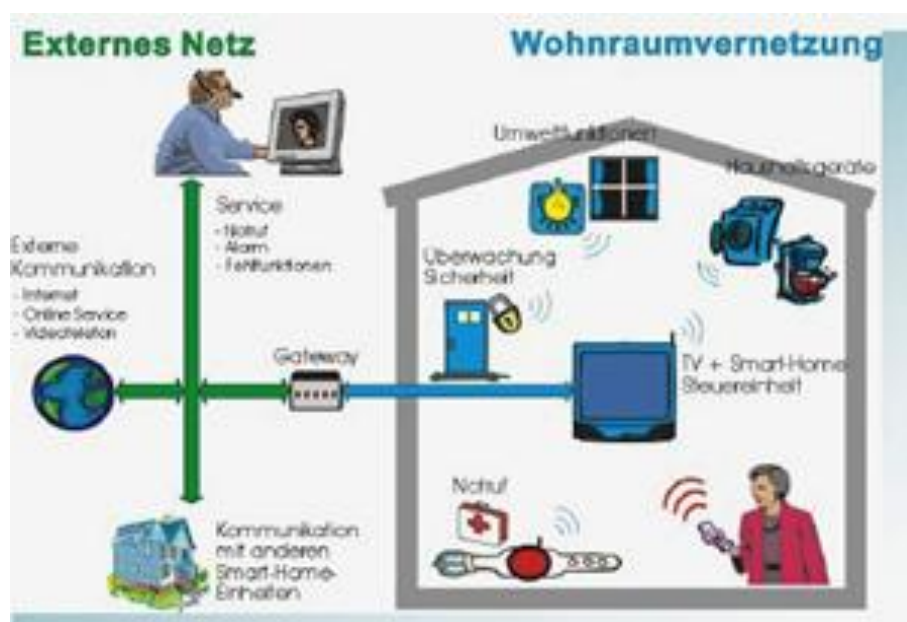 Externes Netz
Wohnraumvernetzung
Umweltfunktionen
Haushaltsgeräte
Service
- Notruf
- Alarm
- Fehlfunktionen
Externe
Kommunikation
- Internet
- Online Service
- Videotelefon
Überwachung
Sicherheit
Gateway
TV + Smart-Home
Steuereinheit
Notruf
Kommunikation
mit anderen
Smart-Home-
Einheiten